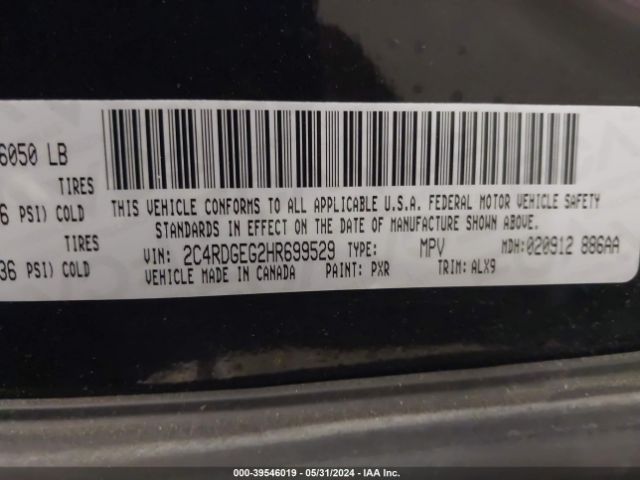 6050 LB
TIRES
6 PSI) COLD
TIRES
36 PSI) COLD
THIS VEHICLE CONFORMS TO ALL APPLICABLE U.S.A. FEDERAL MOTOR VEHICLE SAFETY
STANDARDS IN EFFECT ON THE DATE OF MANUFACTURE SHOWN ABOVE.
VIN: 2C4RDGEG2HR699529 TYPE: MPV MDH:020912 886AA
VEHICLE MADE IN CANADA PAINT: PXR TRIM: ALX9
000-39546019 - 05/31/2024 - IAA Inc.